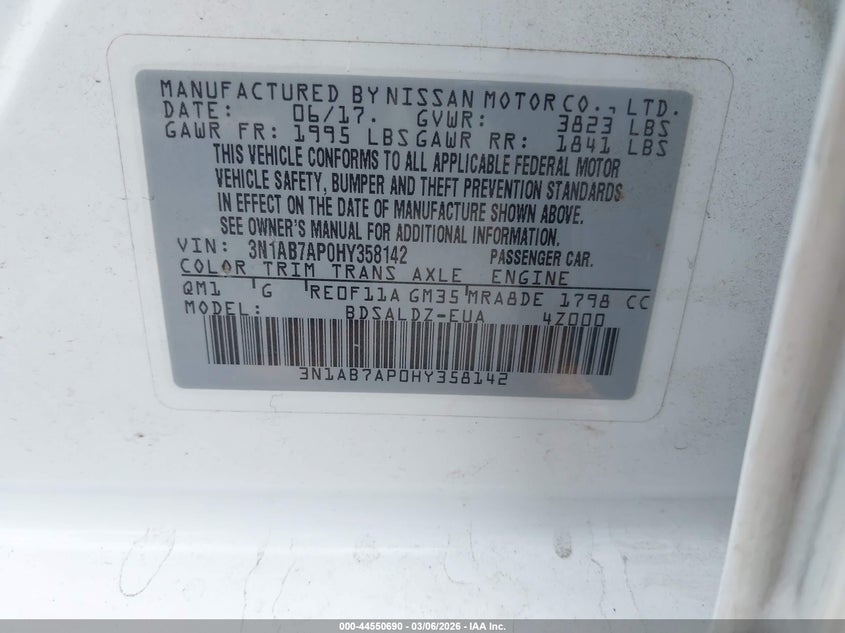 MANUFACTURED BY NISSAN MOTOR CO., LTD.
DATE: 06/17. GVWR: 3823 LBS
GAWR FR: 1995 LBS GAWR RR: 1841 LBS
THIS VEHICLE CONFORMS TO ALL APPLICABLE FEDERAL MOTOR
VEHICLE SAFETY, BUMPER AND THEFT PREVENTION STANDARDS
IN EFFECT ON THE DATE OF MANUFACTURE SHOWN ABOVE.
SEE OWNER'S MANUAL FOR ADDITIONAL INFORMATION.
VIN: 3N1AB7AP0HY358142 PASSENGER CAR.
COLOR TRIM TRANS AXLE ENGINE
QM1 G RE0F11A GM35 MRA8DE 1798 CC
MODEL: BDSALDZ-EUA 4Z000
3N1AB7AP0HY358142
000-44550690 - 03/06/2026 - IAA Inc.